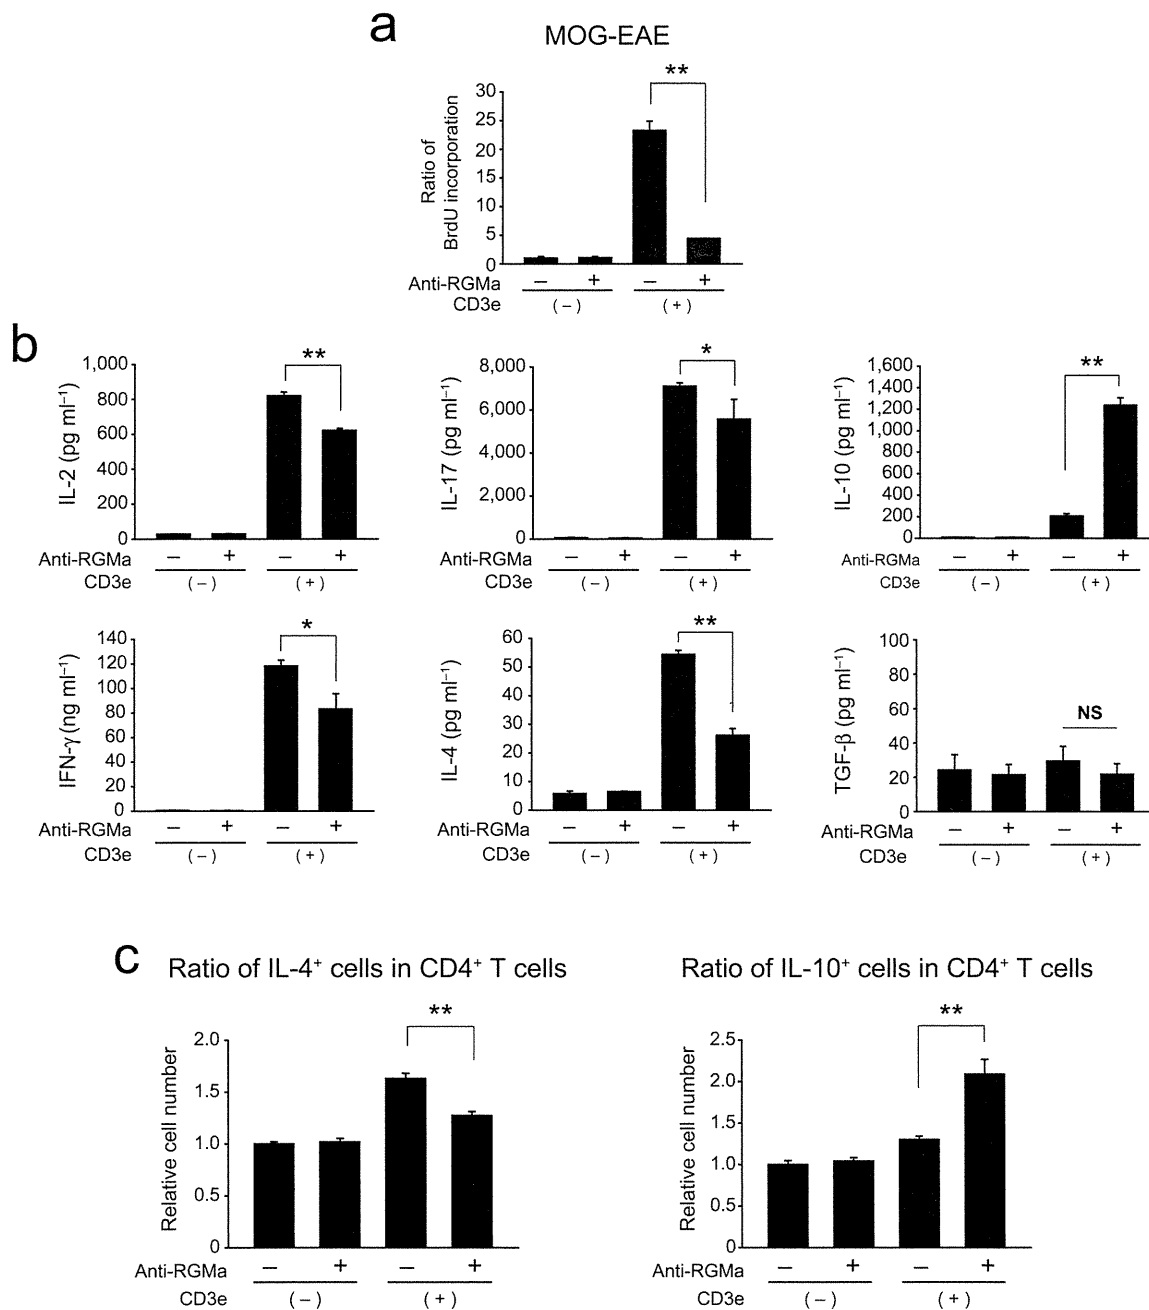 a
MOG-EAE
**
Ratio of
BrdU incorporation
30
25
20
15
10
5
0
Anti-RGMa – + – +
CD3e (–) (+)
b
IL-2 (pg ml⁻¹)
1,000
800
600
400
200
0
**
Anti-RGMa – + – +
CD3e (–) (+)
IL-17 (pg ml⁻¹)
8,000
6,000
4,000
2,000
0
*
Anti-RGMa – + – +
CD3e (–) (+)
IL-10 (pg ml⁻¹)
1,600
1,400
1,200
1,000
800
600
400
200
0
**
Anti-RGMa – + – +
CD3e (–) (+)
IFN-γ (ng ml⁻¹)
140
120
100
80
60
40
20
0
*
Anti-RGMa – + – +
CD3e (–) (+)
IL-4 (pg ml⁻¹)
60
50
40
30
20
10
0
**
Anti-RGMa – + – +
CD3e (–) (+)
TGF-β (pg ml⁻¹)
100
80
60
40
20
0
NS
Anti-RGMa – + – +
CD3e (–) (+)
c
Ratio of IL-4⁺ cells in CD4⁺ T cells
Relative cell number
2.0
1.5
1.0
0.5
0
**
Anti-RGMa – + – +
CD3e (–) (+)
Ratio of IL-10⁺ cells in CD4⁺ T cells
Relative cell number
2.5
2.0
1.5
1.0
0.5
0
**
Anti-RGMa – + – +
CD3e (–) (+)